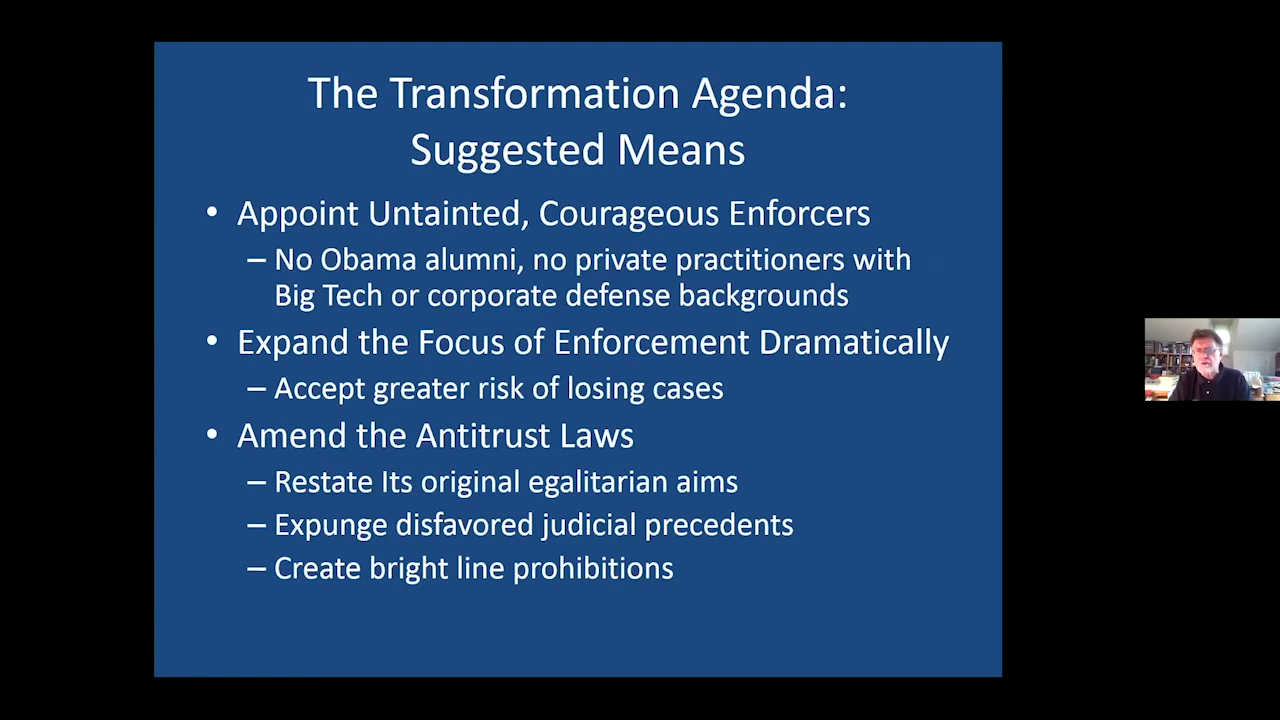 The Transformation Agenda:
Suggested Means
• Appoint Untainted, Courageous Enforcers
– No Obama alumni, no private practitioners with
Big Tech or corporate defense backgrounds
• Expand the Focus of Enforcement Dramatically
– Accept greater risk of losing cases
• Amend the Antitrust Laws
– Restate Its original egalitarian aims
– Expunge disfavored judicial precedents
– Create bright line prohibitions